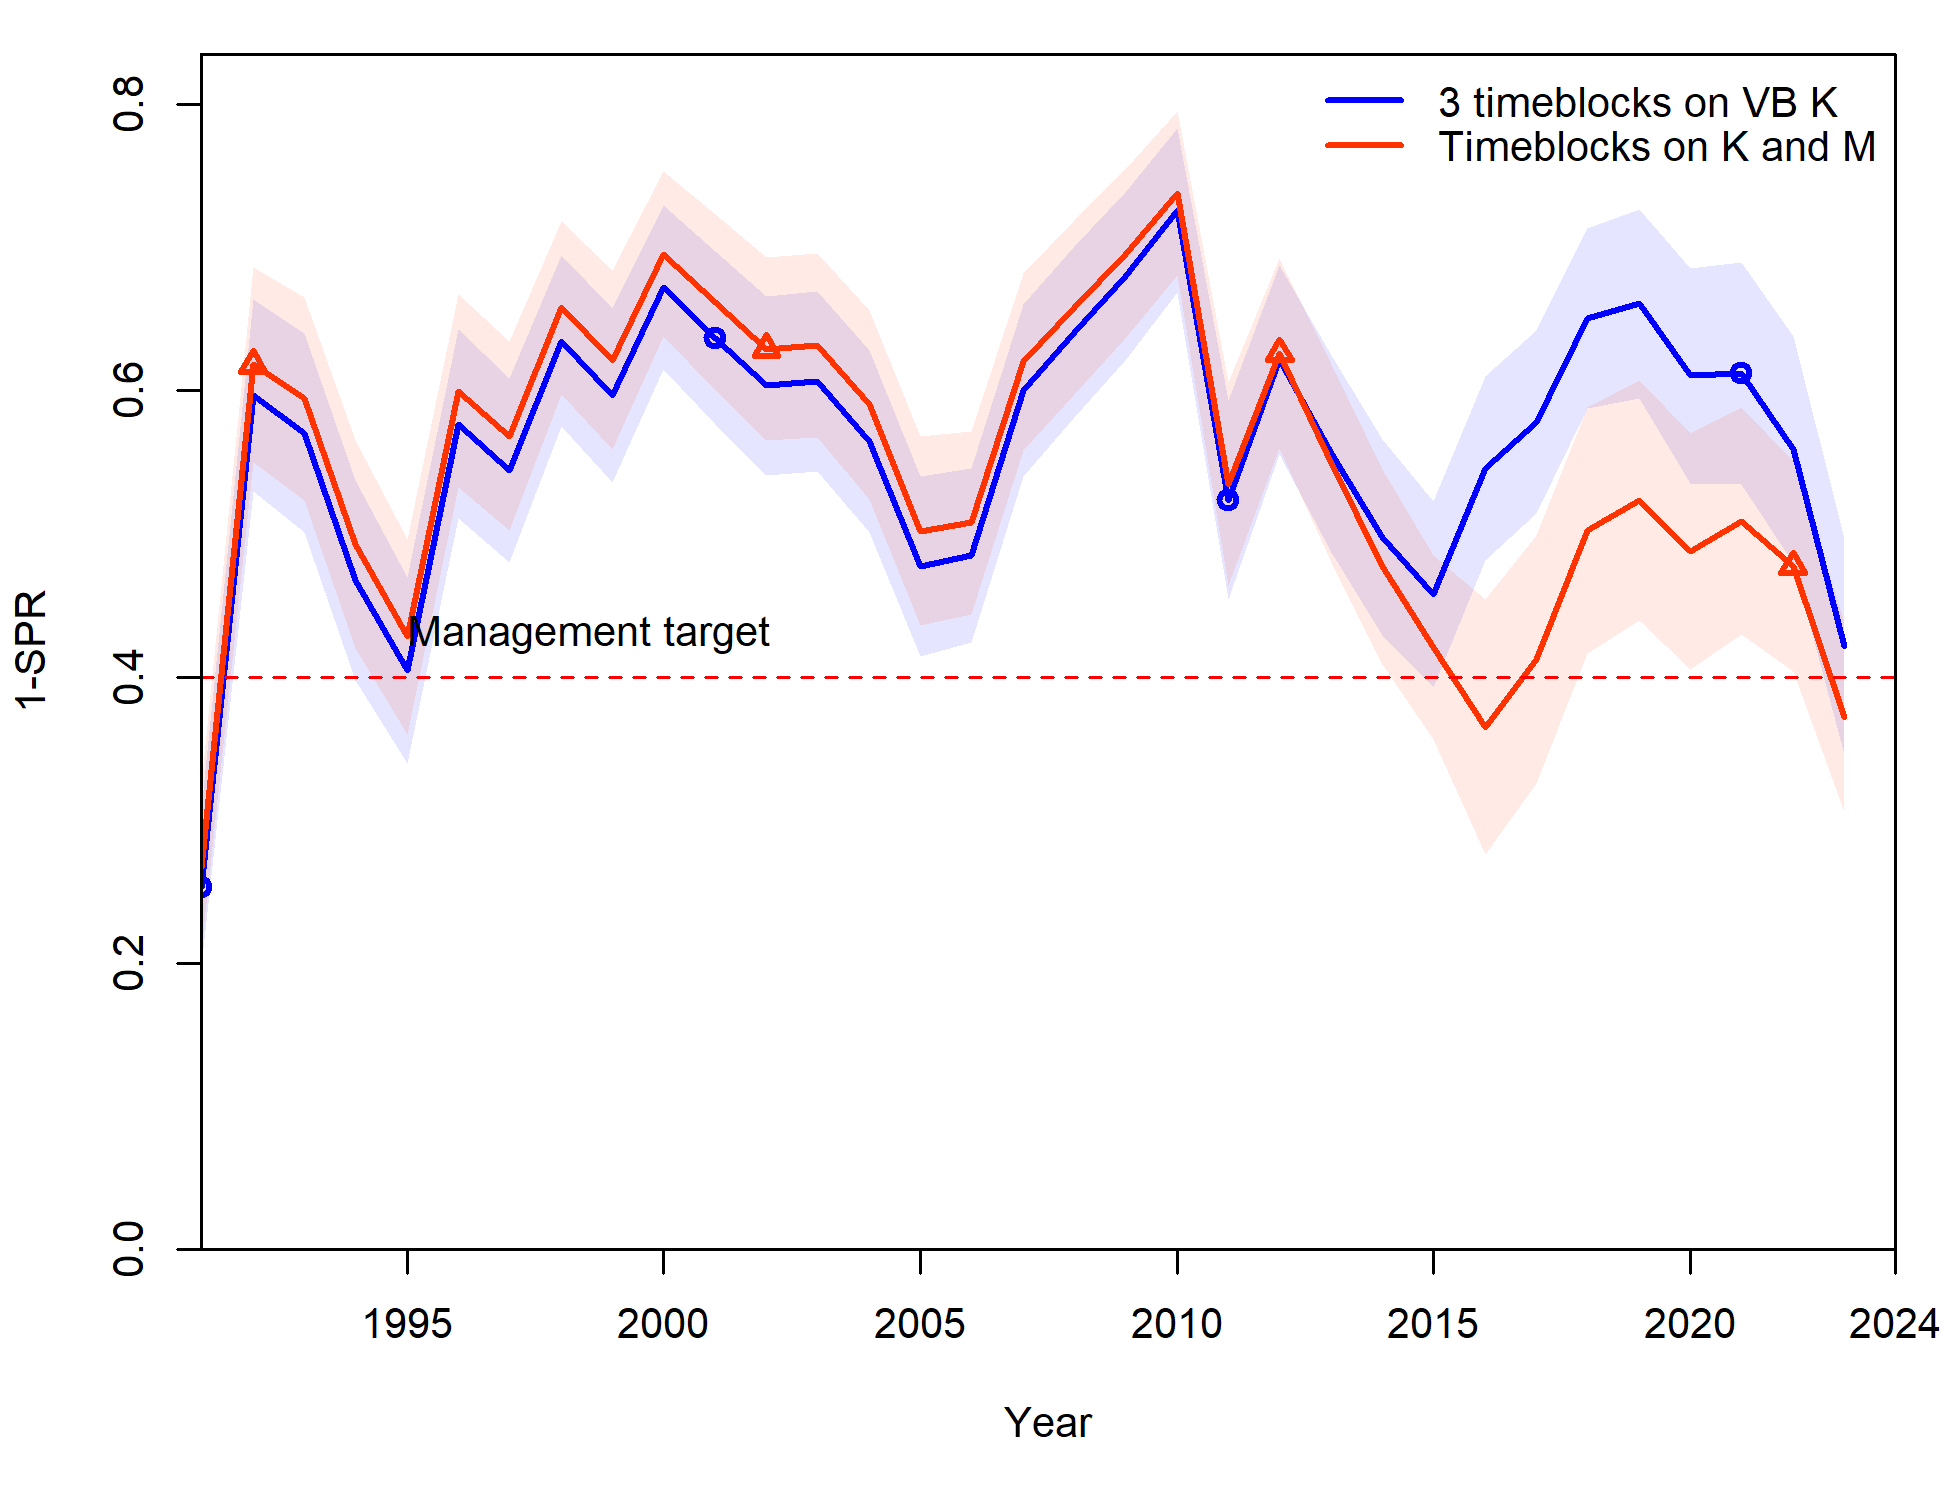 3 timeblocks on VB K
Timeblocks on K and M
0.8
0.6
0.4
0.2
0.0
1-SPR
Management target
1995 2000 2005 2010 2015 2020 2024
Year